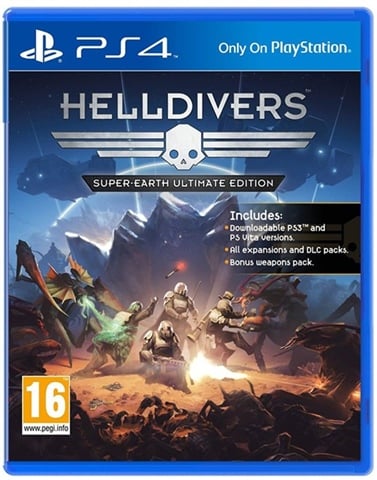 PS4
Only On PlayStation®
HELLDIVERS™
SUPER-EARTH ULTIMATE EDITION
Includes:
• Downloadable PS3™ and
PS Vita versions.
• All expansions and DLC packs.
• Bonus weapons pack.
16
www.pegi.info